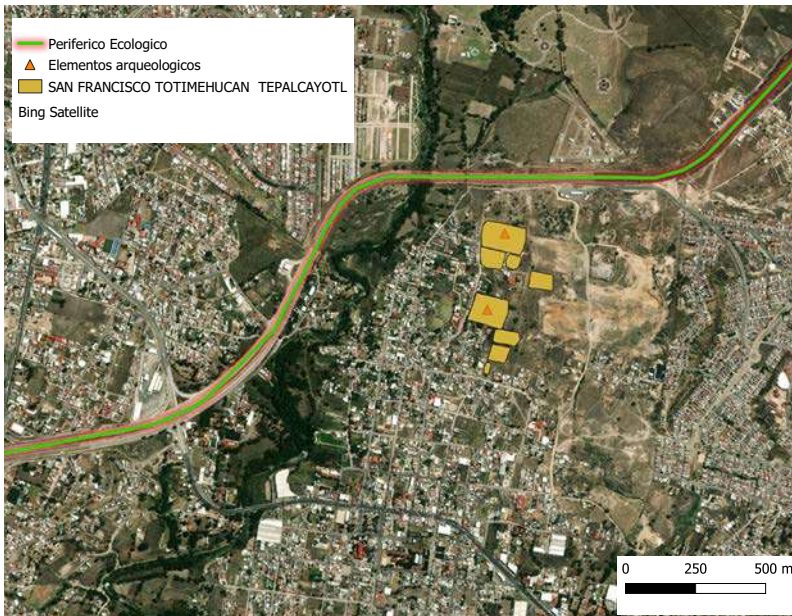 Periferico Ecologico
Elementos arqueologicos
SAN FRANCISCO TOTIMEHUCAN TEPALCAYOTL
Bing Satellite
0 250 500 m